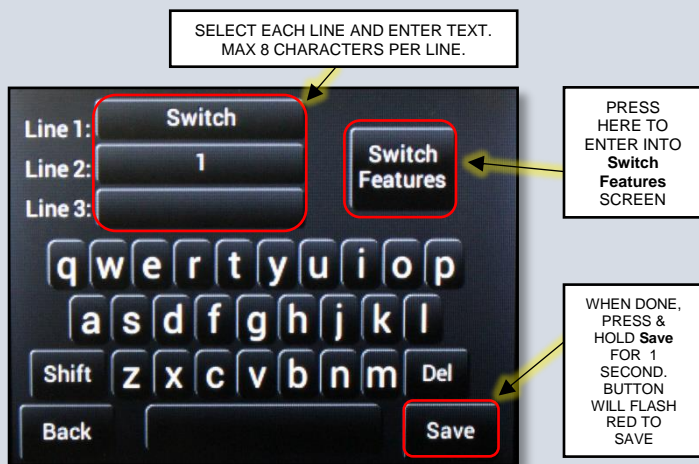 SELECT EACH LINE AND ENTER TEXT.
MAX 8 CHARACTERS PER LINE.
Line 1: Switch
Line 2: 1
Line 3:
Switch
Features
PRESS
HERE TO
ENTER INTO
Switch
Features
SCREEN
q w e r t y u i o p
a s d f g h j k l
Shift z x c v b n m Del
Back Save
WHEN DONE,
PRESS &
HOLD Save
FOR 1
SECOND.
BUTTON
WILL FLASH
RED TO
SAVE